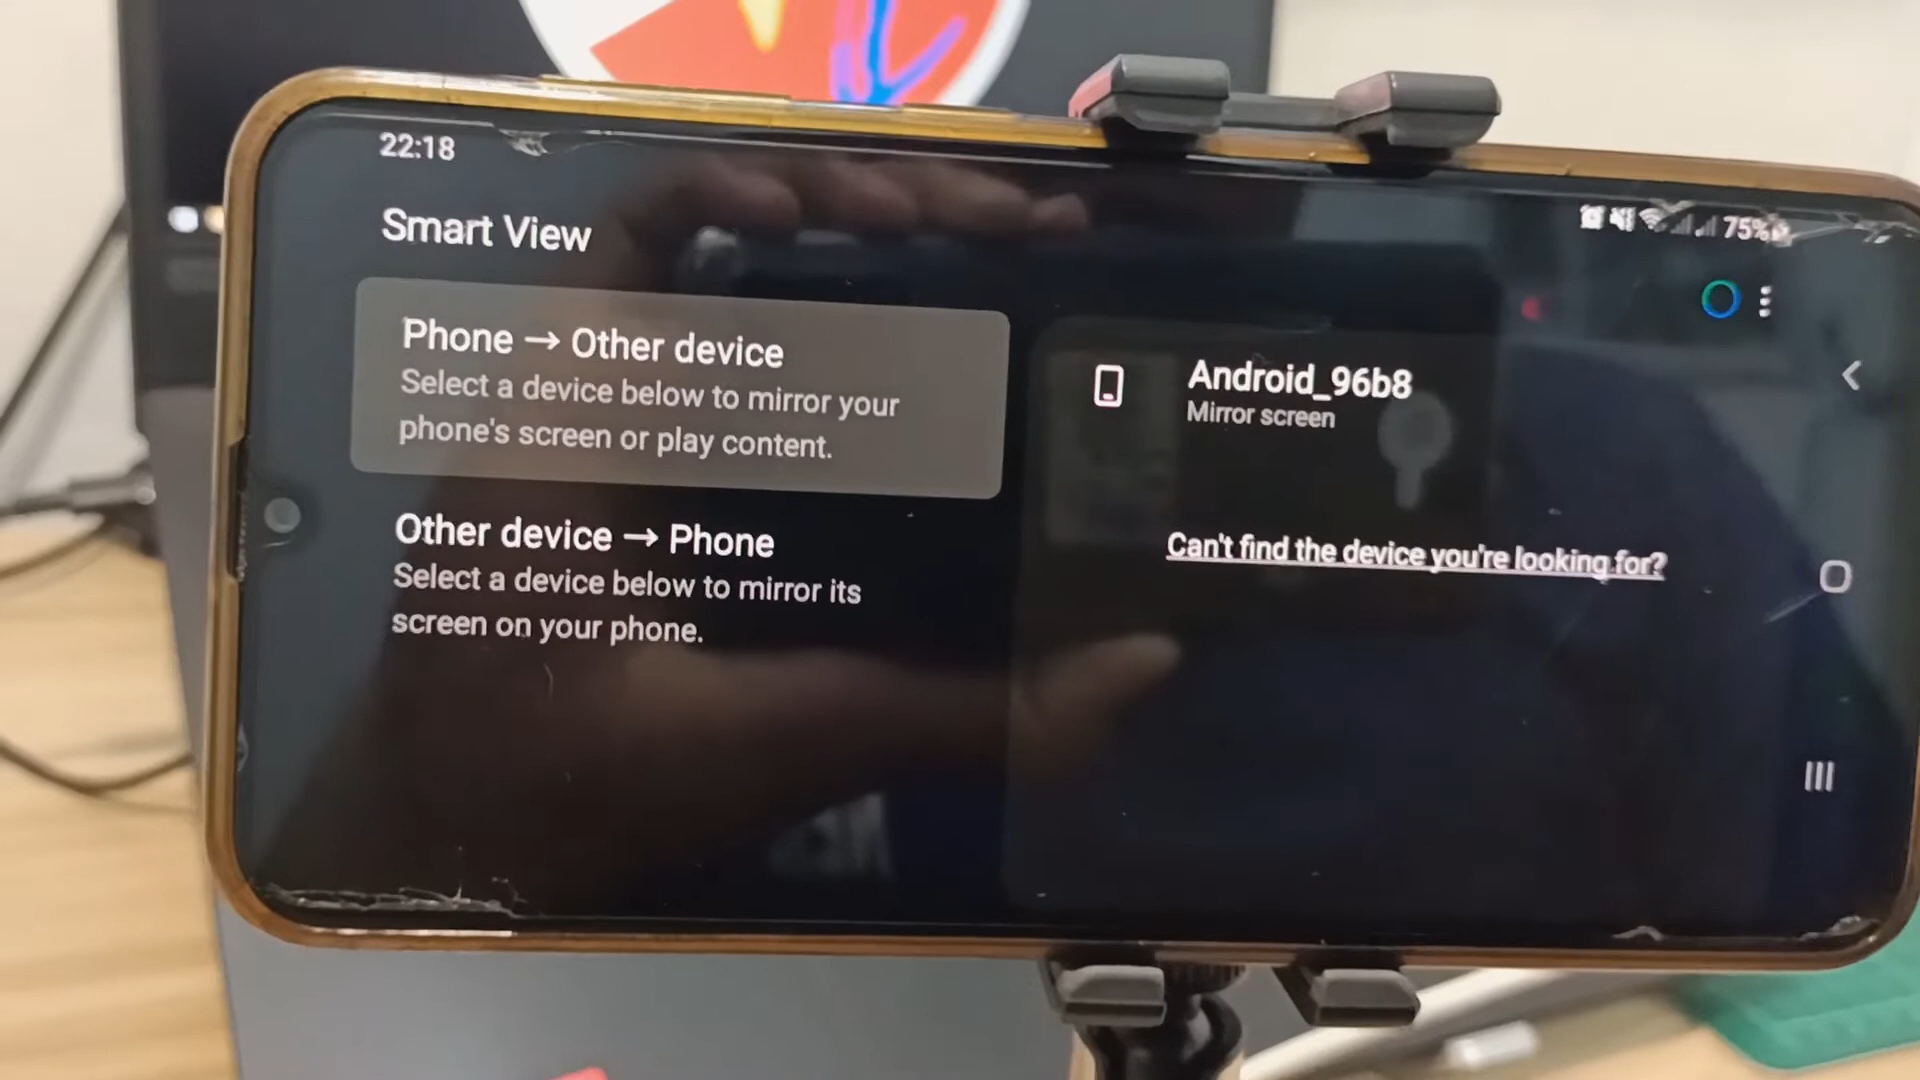 22:18
75%
Smart View
Phone → Other device
Select a device below to mirror your
phone's screen or play content.
Other device → Phone
Select a device below to mirror its
screen on your phone.
Android_96b8
Mirror screen
Can't find the device you're looking for?